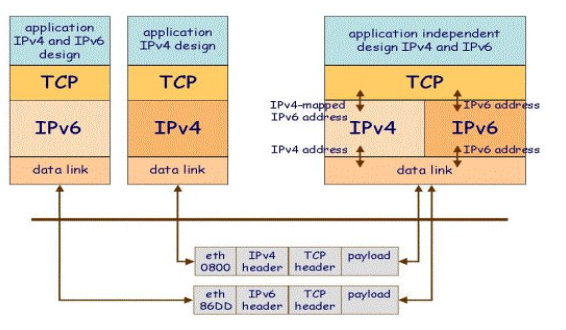 application
IPv4 and IPv6
design
TCP
IPv6
data link
application
IPv4 design
TCP
IPv4
data link
application independent
design IPv4 and IPv6
TCP
IPv4-mapped
IPv6 address
IPv6 address
IPv4
IPv6
IPv4 address
IPv6 address
data link
eth
0800
IPv4
header
TCP
header
payload
eth
86DD
IPv6
header
TCP
header
payload